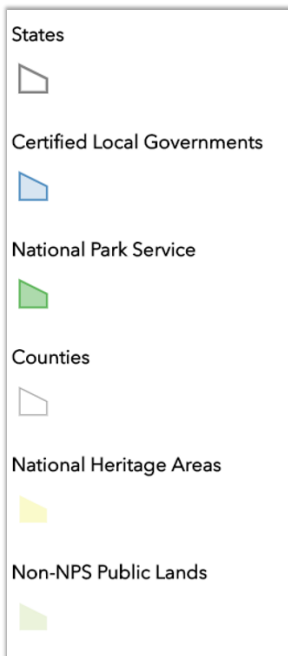 States
Certified Local Governments
National Park Service
Counties
National Heritage Areas
Non-NPS Public Lands